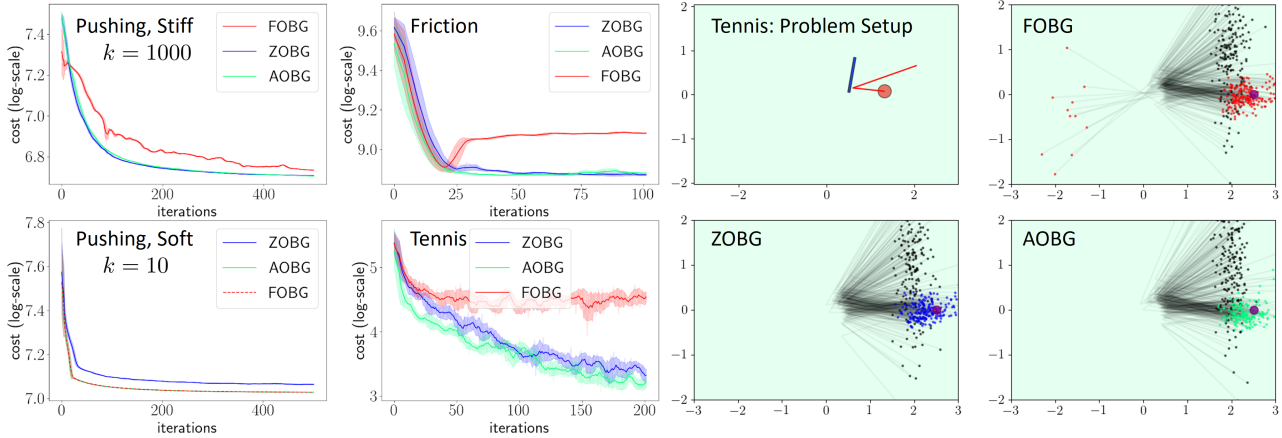 Pushing, Stiff
k = 1000
FOBG
ZOBG
AOBG
cost (log-scale)
7.4
7.2
7.0
6.8
0
200
400
iterations
Friction
ZOBG
AOBG
FOBG
cost (log-scale)
9.6
9.4
9.2
9.0
0
25
50
75
101
iterations
Tennis: Problem Setup
2
1
0
−1
−2
−2
0
2
FOBG
2
1
0
−1
−2
−3
−2
−1
0
1
2
3
Pushing, Soft
k = 10
ZOBG
AOBG
FOBG
cost (log-scale)
7.8
7.6
7.4
7.2
7.0
0
200
400
iterations
Tennis
ZOBG
AOBG
FOBG
cost (log-scale)
5
4
3
0
50
100
150
200
iterations
ZOBG
2
1
0
−1
−2
−3
−2
−1
0
1
2
3
AOBG
2
1
0
−1
−2
−3
−2
−1
0
1
2
3